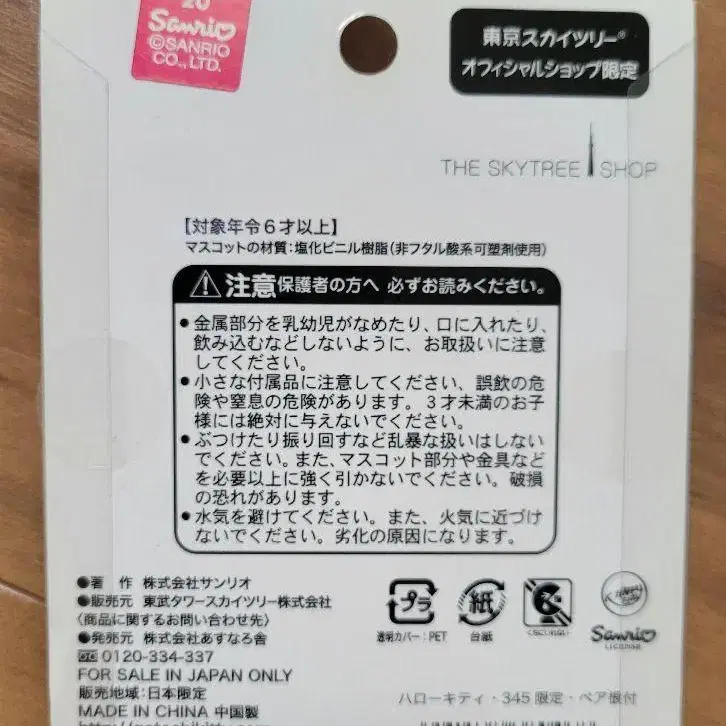 20
Sanrio
©SANRIO
CO., LTD.
東京スカイツリー®
オフィシャルショップ限定
THE SKYTREE SHOP
【対象年令6才以上】
マスコットの材質:塩化ビニル樹脂(非フタル酸系可塑剤使用)
注意 保護者の方へ 必ずお読みください。
●金属部分を乳幼児がなめたり、口に入れたり、
飲み込むなどしないように、お取扱いに注意
してください。
●小さな付属品に注意してください、誤飲の危
険や窒息の危険があります。3才未満のお子
様には絶対に与えないでください。
●ぶつけたり振り回すなど乱暴な扱いはしない
でください。また、マスコット部分や金具など
を必要以上に強く引かないでください。破損
の恐れがあります。
●水気を避けてください。また、火気に近づけ
ないでください。劣化の原因になります。
●著 作 株式会社サンリオ
●販売元 東武タワースカイツリー株式会社
〈商品に関するお問い合わせ先〉
●発売元 株式会社あすなろ舎
0120-334-337
FOR SALE IN JAPAN ONLY
販売地域:日本限定
MADE IN CHINA 中国製
プラ
透明カバー:PET
紙
台紙
くちにいれない
Sanrio
LICENSE
ハローキティ・345限定・ペア根付